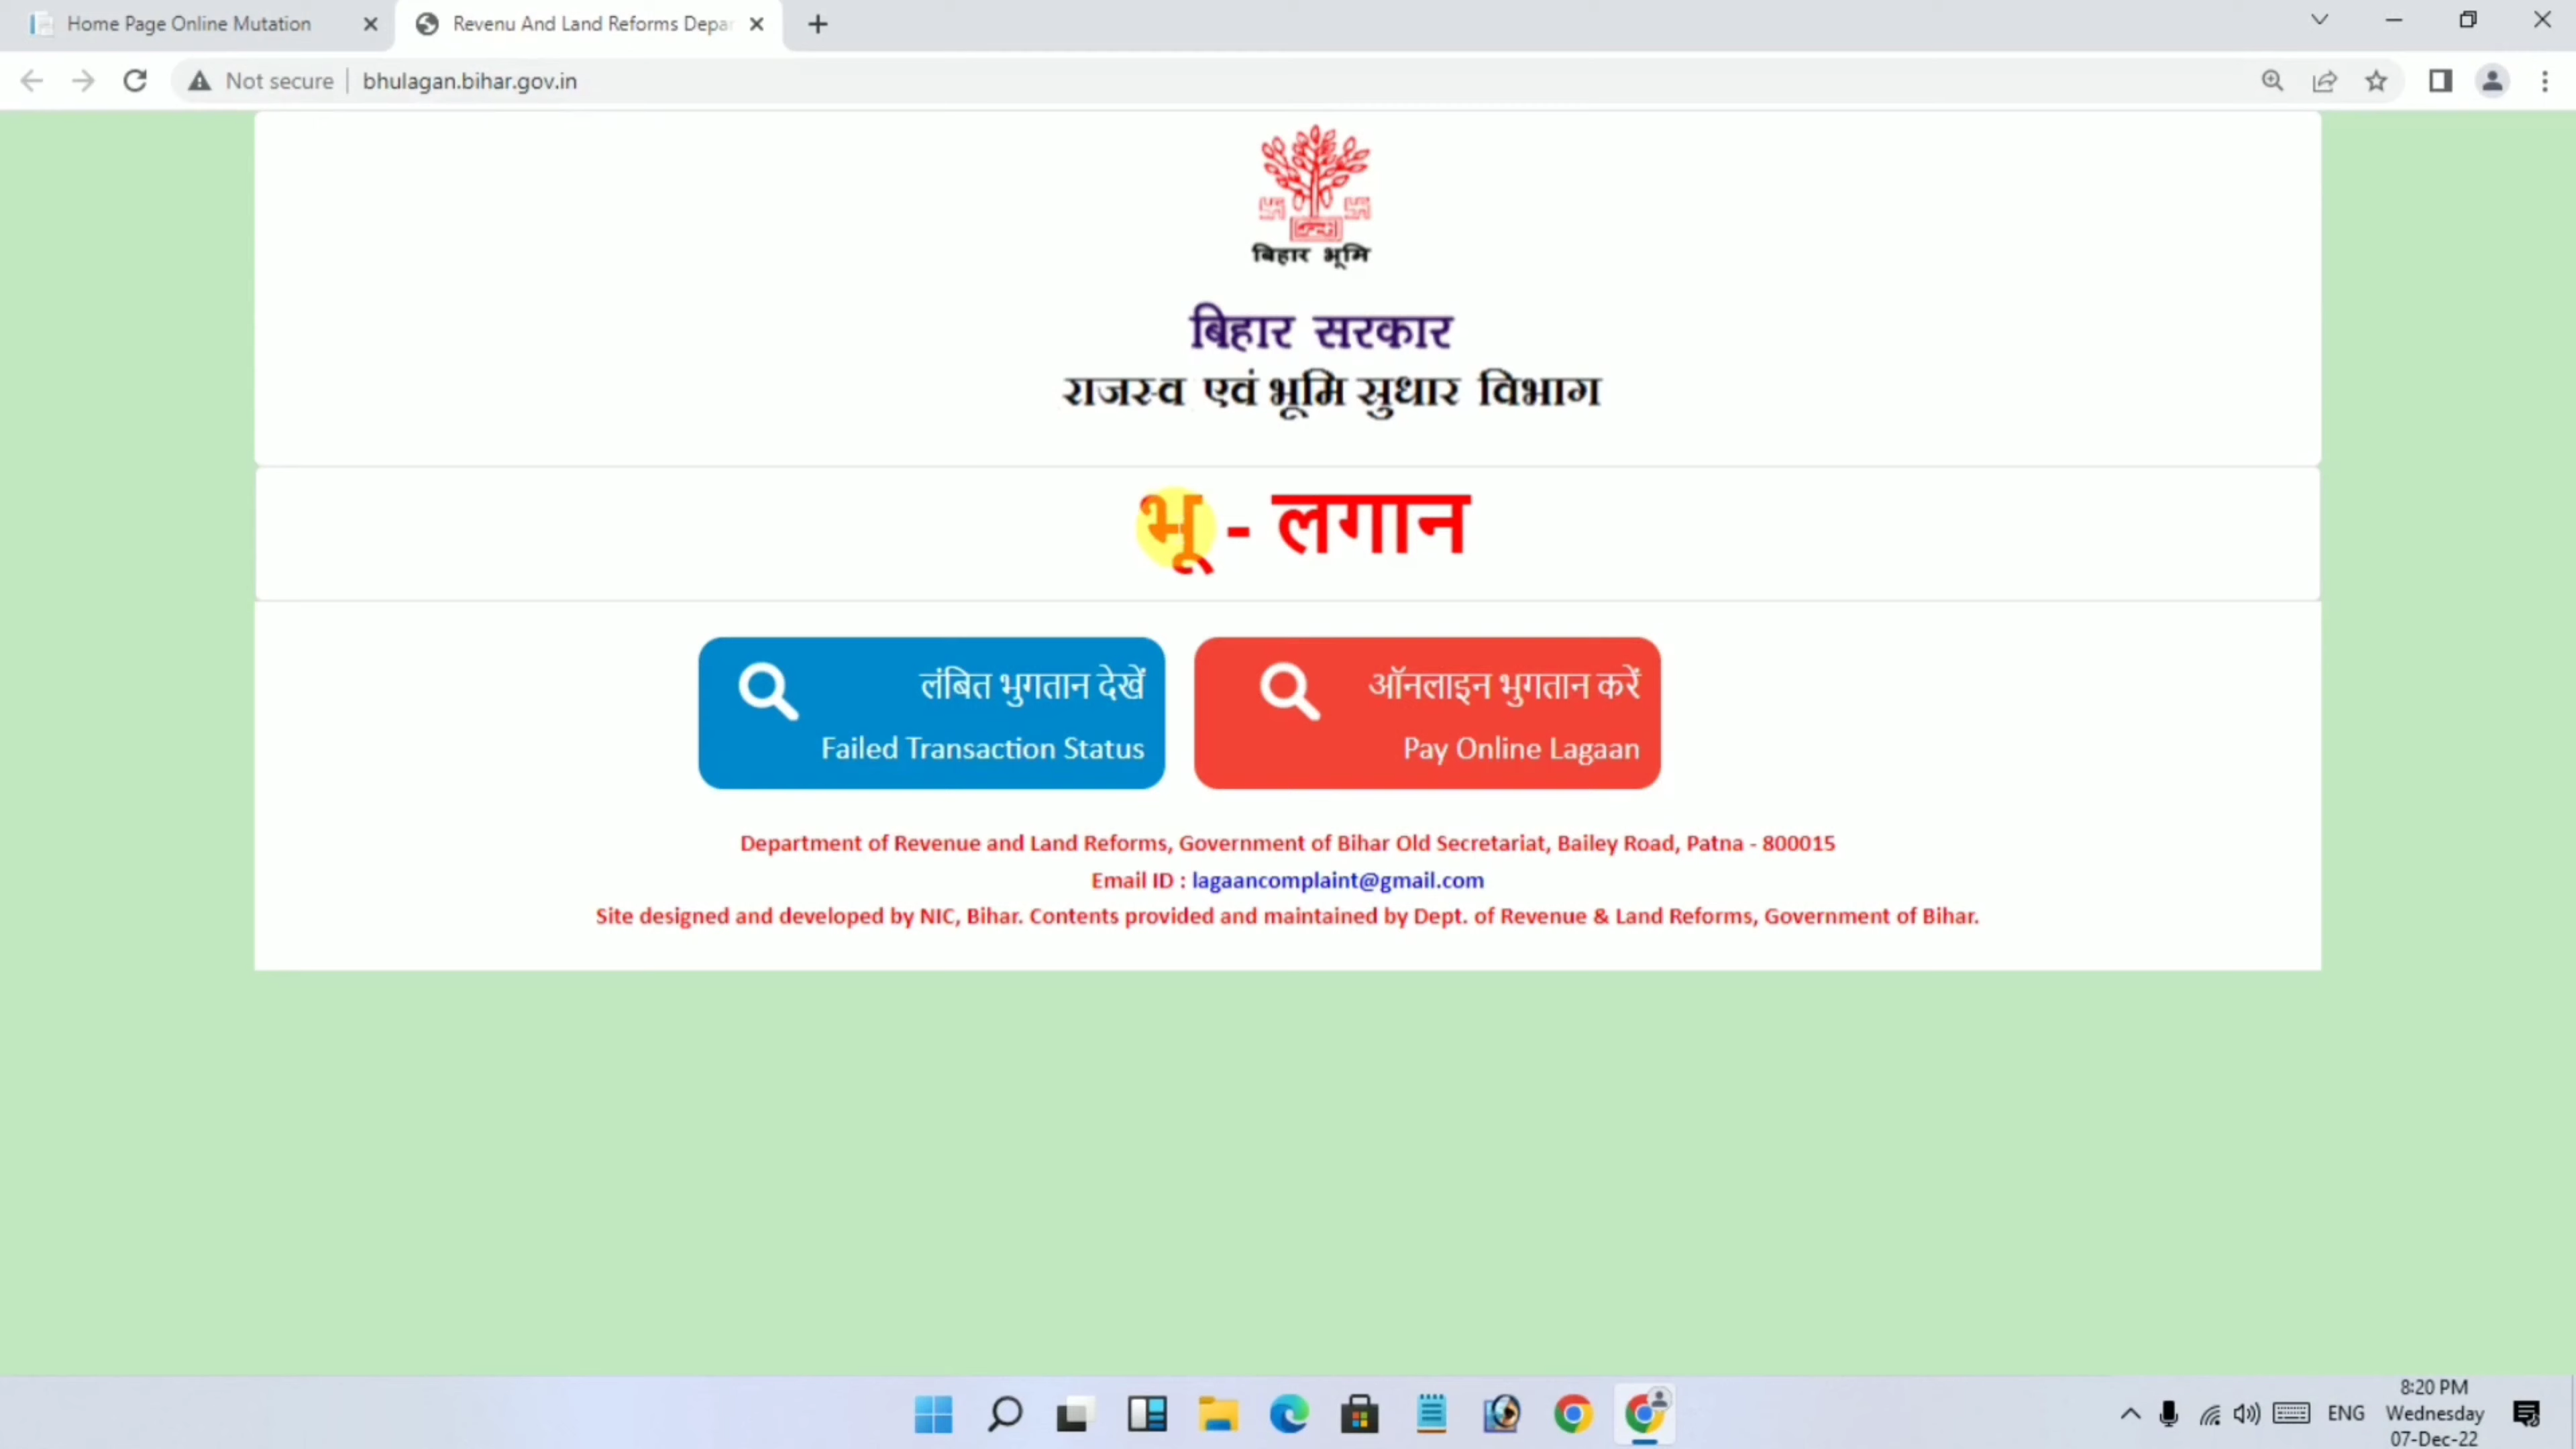 Home Page Online Mutation
Revenu And Land Reforms Depar
Not secure
bhulagan.bihar.gov.in
बिहार भूमि
बिहार सरकार
राजस्व एवं भूमि सुधार विभाग
भू - लगान
लंबित भुगतान देखें
Failed Transaction Status
ऑनलाइन भुगतान करें
Pay Online Lagaan
Department of Revenue and Land Reforms, Government of Bihar Old Secretariat, Bailey Road, Patna - 800015
Email ID : lagaancomplaint@gmail.com
Site designed and developed by NIC, Bihar. Contents provided and maintained by Dept. of Revenue & Land Reforms, Government of Bihar.
ENG
8:20 PM
Wednesday
07-Dec-22